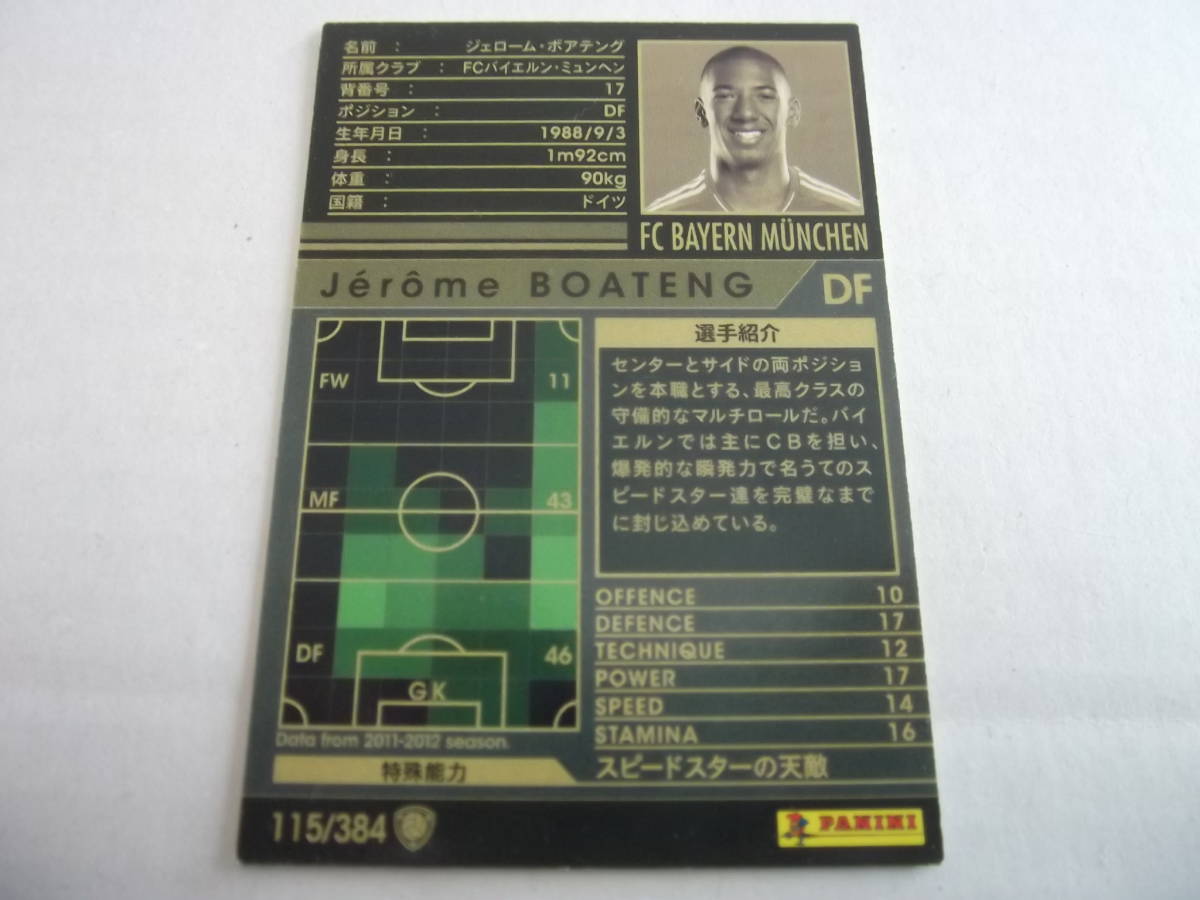 名前 : ジェローム・ボアテング
所属クラブ : FCバイエルン・ミュンヘン
背番号 : 17
ポジション : DF
生年月日 : 1988/9/3
身長 : 1m92cm
体重 : 90kg
国籍 : ドイツ
FC BAYERN MÜNCHEN
Jérôme BOATENG DF
FW 11
MF 43
DF 46
GK
Data from 2011-2012 season.
選手紹介
センターとサイドの両ポジショ
ンを本職とする、最高クラスの
守備的なマルチロールだ。バイ
エルンでは主にCBを担い、
爆発的な瞬発力で名うてのス
ピードスター達を完璧なまで
に封じ込めている。
OFFENCE 10
DEFENCE 17
TECHNIQUE 12
POWER 17
SPEED 14
STAMINA 16
特殊能力 スピードスターの天敵
115/384
PANINI